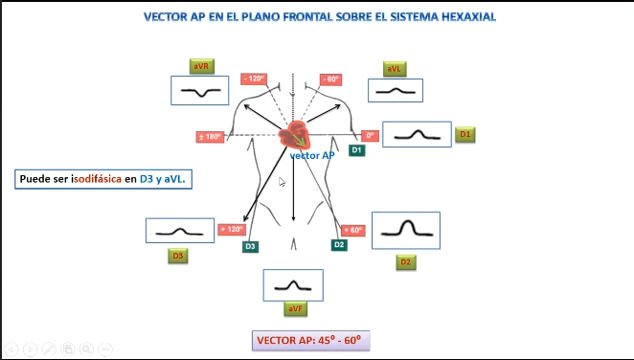 VECTOR AP EN EL PLANO FRONTAL SOBRE EL SISTEMA HEXAXIAL
aVR
- 120º
- 60º
aVL
± 180º
0º
D1
D1
vector AP
Puede ser isodifásica en D3 y aVL.
+ 120º
+ 60º
D3
D3
D2
D2
aVF
VECTOR AP: 45º - 60º